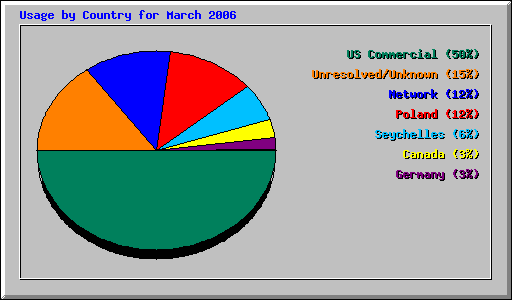 Usage by Country for March 2006
US Commercial (50%)
Unresolved/Unknown (15%)
Network (12%)
Poland (12%)
Seychelles (6%)
Canada (3%)
Germany (3%)